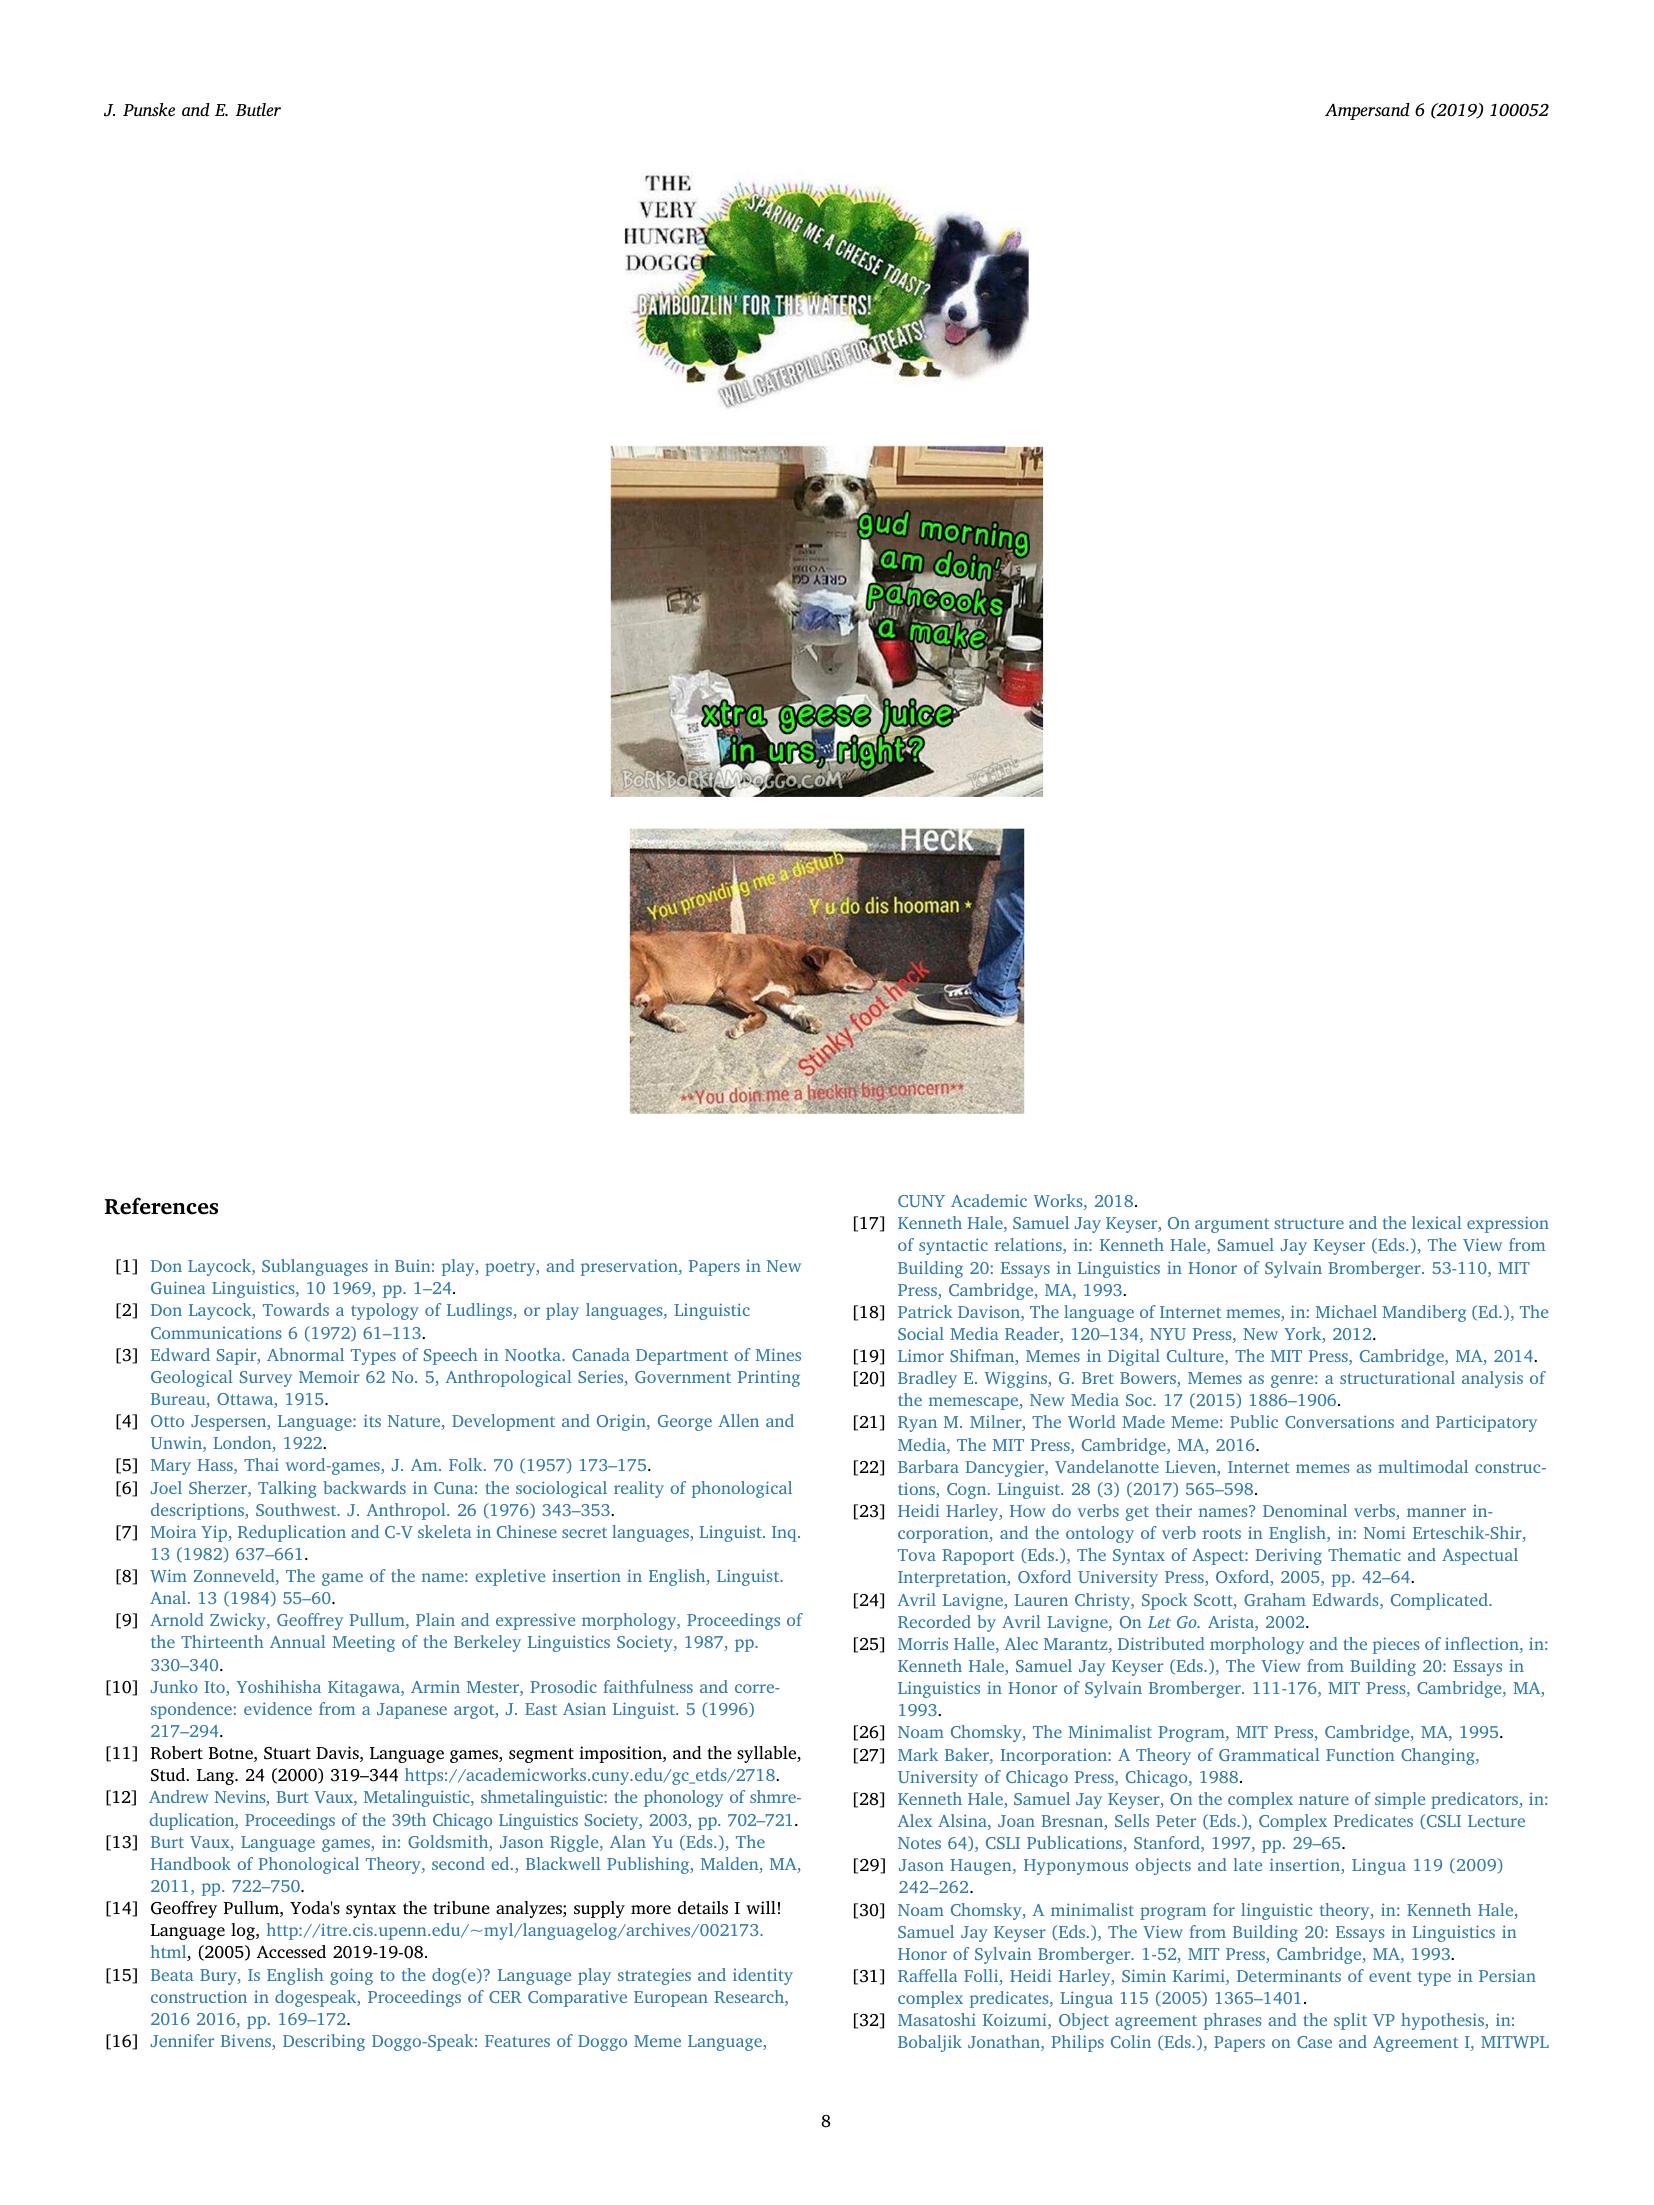 J. Punske and E. Butler
Ampersand 6 (2019) 100052
THE
VERY
HUNGRY
DOGGO
SPARING ME A CHEESE TOAST?
BAMBOOZLIN' FOR THE WATERS!
WILL CATERPILLAR FOR TREATS!
gud morning
am doin'
pancooks
a make
GREY GO
xtra geese juice
in urs, right?
BORKBORKIAMDOGGO.COM
Heck
You providing me a disturb
Y u do dis hooman *
Stinky foot heck
**You doin me a heckin big concern**
References
[1] Don Laycock, Sublanguages in Buin: play, poetry, and preservation, Papers in New
Guinea Linguistics, 10 1969, pp. 1–24.
[2] Don Laycock, Towards a typology of Ludlings, or play languages, Linguistic
Communications 6 (1972) 61–113.
[3] Edward Sapir, Abnormal Types of Speech in Nootka. Canada Department of Mines
Geological Survey Memoir 62 No. 5, Anthropological Series, Government Printing
Bureau, Ottawa, 1915.
[4] Otto Jespersen, Language: its Nature, Development and Origin, George Allen and
Unwin, London, 1922.
[5] Mary Hass, Thai word-games, J. Am. Folk. 70 (1957) 173–175.
[6] Joel Sherzer, Talking backwards in Cuna: the sociological reality of phonological
descriptions, Southwest. J. Anthropol. 26 (1976) 343–353.
[7] Moira Yip, Reduplication and C-V skeleta in Chinese secret languages, Linguist. Inq.
13 (1982) 637–661.
[8] Wim Zonneveld, The game of the name: expletive insertion in English, Linguist.
Anal. 13 (1984) 55–60.
[9] Arnold Zwicky, Geoffrey Pullum, Plain and expressive morphology, Proceedings of
the Thirteenth Annual Meeting of the Berkeley Linguistics Society, 1987, pp.
330–340.
[10] Junko Ito, Yoshihisha Kitagawa, Armin Mester, Prosodic faithfulness and corre-
spondence: evidence from a Japanese argot, J. East Asian Linguist. 5 (1996)
217–294.
[11] Robert Botne, Stuart Davis, Language games, segment imposition, and the syllable,
Stud. Lang. 24 (2000) 319–344 https://academicworks.cuny.edu/gc_etds/2718.
[12] Andrew Nevins, Burt Vaux, Metalinguistic, shmetalinguistic: the phonology of shmre-
duplication, Proceedings of the 39th Chicago Linguistics Society, 2003, pp. 702–721.
[13] Burt Vaux, Language games, in: Goldsmith, Jason Riggle, Alan Yu (Eds.), The
Handbook of Phonological Theory, second ed., Blackwell Publishing, Malden, MA,
2011, pp. 722–750.
[14] Geoffrey Pullum, Yoda's syntax the tribune analyzes; supply more details I will!
Language log, http://itre.cis.upenn.edu/~myl/languagelog/archives/002173.
html, (2005) Accessed 2019-19-08.
[15] Beata Bury, Is English going to the dog(e)? Language play strategies and identity
construction in dogespeak, Proceedings of CER Comparative European Research,
2016 2016, pp. 169–172.
[16] Jennifer Bivens, Describing Doggo-Speak: Features of Doggo Meme Language,
CUNY Academic Works, 2018.
[17] Kenneth Hale, Samuel Jay Keyser, On argument structure and the lexical expression
of syntactic relations, in: Kenneth Hale, Samuel Jay Keyser (Eds.), The View from
Building 20: Essays in Linguistics in Honor of Sylvain Bromberger. 53-110, MIT
Press, Cambridge, MA, 1993.
[18] Patrick Davison, The language of Internet memes, in: Michael Mandiberg (Ed.), The
Social Media Reader, 120–134, NYU Press, New York, 2012.
[19] Limor Shifman, Memes in Digital Culture, The MIT Press, Cambridge, MA, 2014.
[20] Bradley E. Wiggins, G. Bret Bowers, Memes as genre: a structurational analysis of
the memescape, New Media Soc. 17 (2015) 1886–1906.
[21] Ryan M. Milner, The World Made Meme: Public Conversations and Participatory
Media, The MIT Press, Cambridge, MA, 2016.
[22] Barbara Dancygier, Vandelanotte Lieven, Internet memes as multimodal construc-
tions, Cogn. Linguist. 28 (3) (2017) 565–598.
[23] Heidi Harley, How do verbs get their names? Denominal verbs, manner in-
corporation, and the ontology of verb roots in English, in: Nomi Erteschik-Shir,
Tova Rapoport (Eds.), The Syntax of Aspect: Deriving Thematic and Aspectual
Interpretation, Oxford University Press, Oxford, 2005, pp. 42–64.
[24] Avril Lavigne, Lauren Christy, Spock Scott, Graham Edwards, Complicated.
Recorded by Avril Lavigne, On Let Go. Arista, 2002.
[25] Morris Halle, Alec Marantz, Distributed morphology and the pieces of inflection, in:
Kenneth Hale, Samuel Jay Keyser (Eds.), The View from Building 20: Essays in
Linguistics in Honor of Sylvain Bromberger. 111-176, MIT Press, Cambridge, MA,
1993.
[26] Noam Chomsky, The Minimalist Program, MIT Press, Cambridge, MA, 1995.
[27] Mark Baker, Incorporation: A Theory of Grammatical Function Changing,
University of Chicago Press, Chicago, 1988.
[28] Kenneth Hale, Samuel Jay Keyser, On the complex nature of simple predicators, in:
Alex Alsina, Joan Bresnan, Sells Peter (Eds.), Complex Predicates (CSLI Lecture
Notes 64), CSLI Publications, Stanford, 1997, pp. 29–65.
[29] Jason Haugen, Hyponymous objects and late insertion, Lingua 119 (2009)
242–262.
[30] Noam Chomsky, A minimalist program for linguistic theory, in: Kenneth Hale,
Samuel Jay Keyser (Eds.), The View from Building 20: Essays in Linguistics in
Honor of Sylvain Bromberger. 1-52, MIT Press, Cambridge, MA, 1993.
[31] Raffella Folli, Heidi Harley, Simin Karimi, Determinants of event type in Persian
complex predicates, Lingua 115 (2005) 1365–1401.
[32] Masatoshi Koizumi, Object agreement phrases and the split VP hypothesis, in:
Bobaljik Jonathan, Philips Colin (Eds.), Papers on Case and Agreement I, MITWPL
8